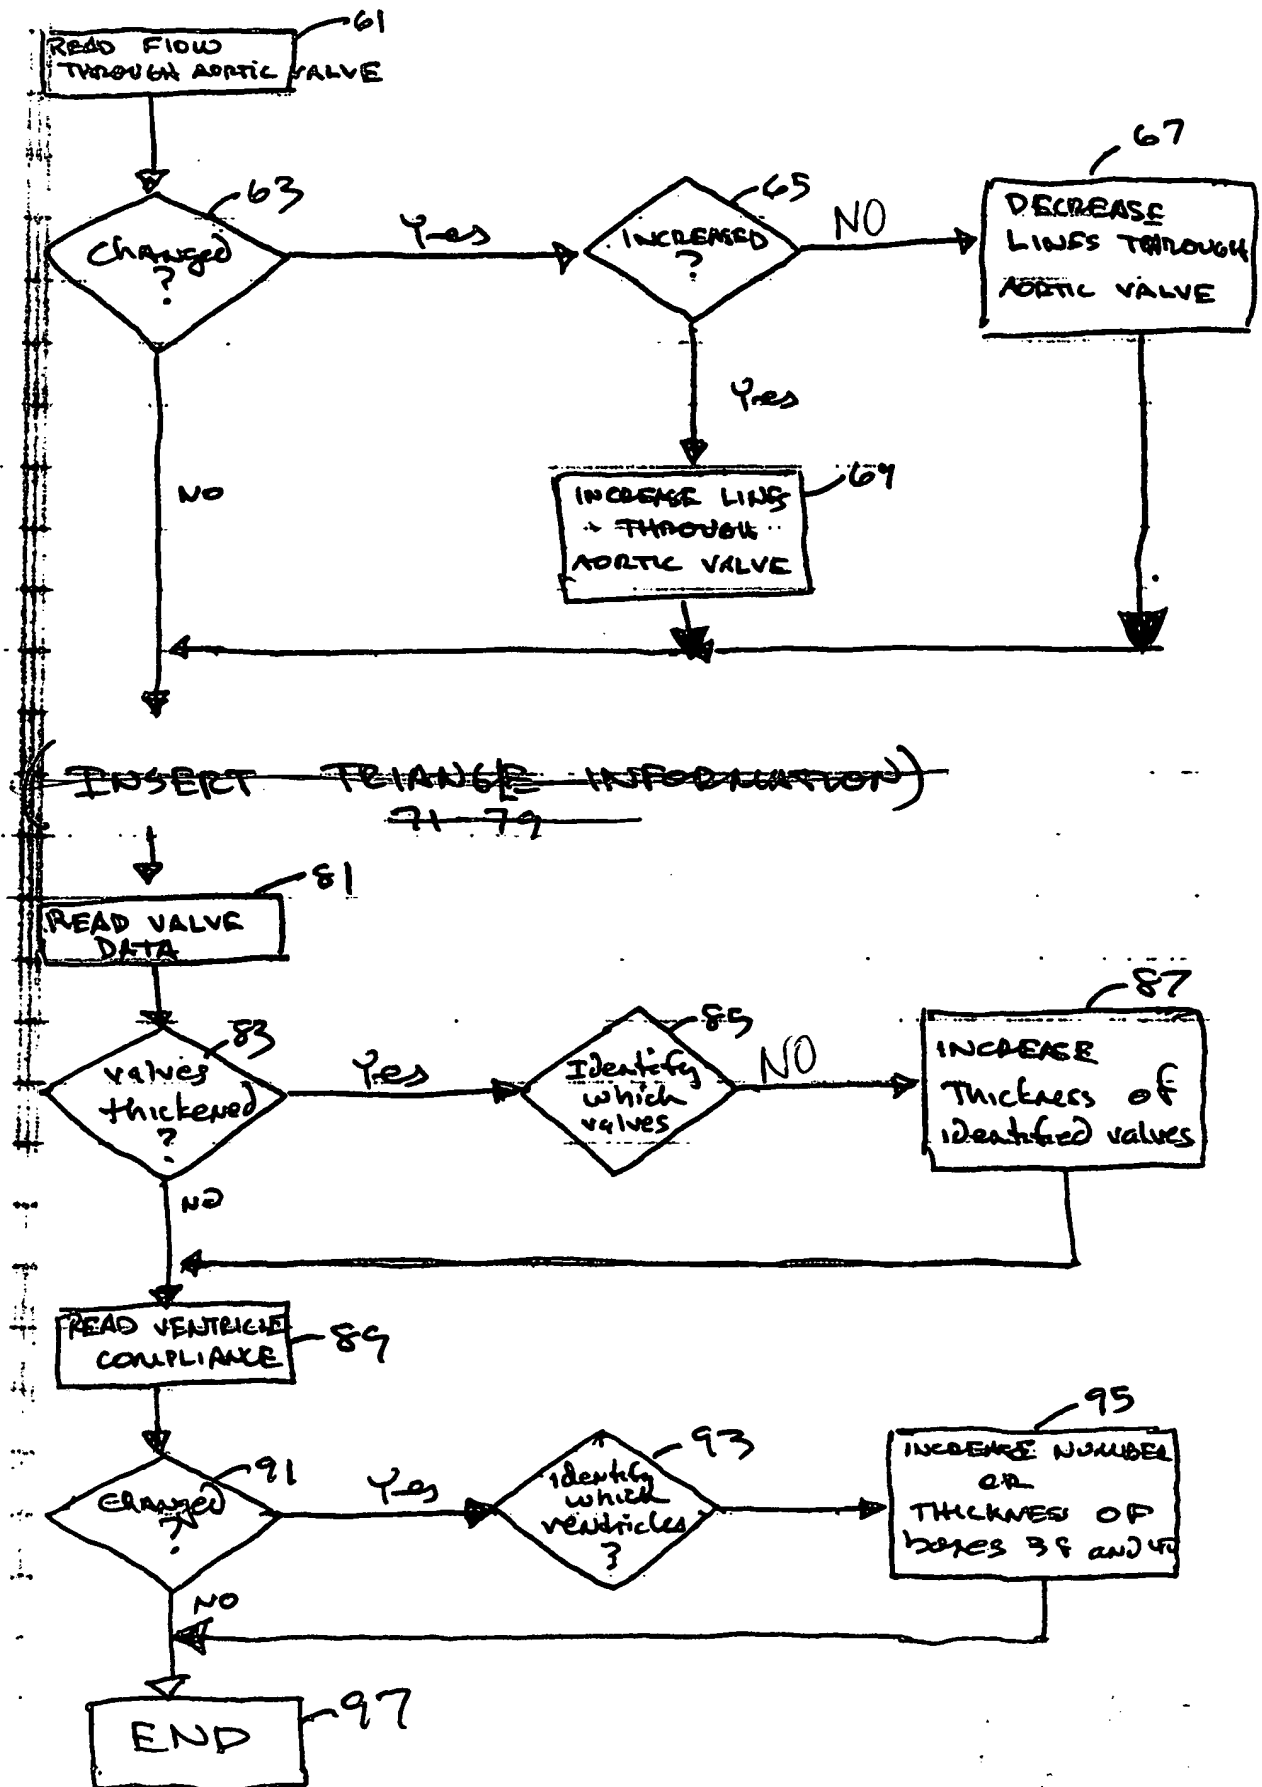 61
READ FLOW
THROUGH AORTIC VALVE
67
63
65
Changed
?
Yes
INCREASED
?
NO
DECREASE
LINES THROUGH
AORTIC VALVE
Yes
NO
69
INCREASE LINES
THROUGH
AORTIC VALVE
(INSERT TRIANGLE INFORMATION)
71-79
81
READ VALVE
DATA
87
83
85
valves
thickened
?
Yes
Identify
which
valves
NO
INCREASE
Thickness of
identified valves
NO
READ VENTRICLE
COMPLIANCE
89
95
91
93
changed
?
Yes
identify
which
ventricles
?
INCREASE NUMBER
OR
THICKNESS OF
boxes 38 and 40
NO
97
END